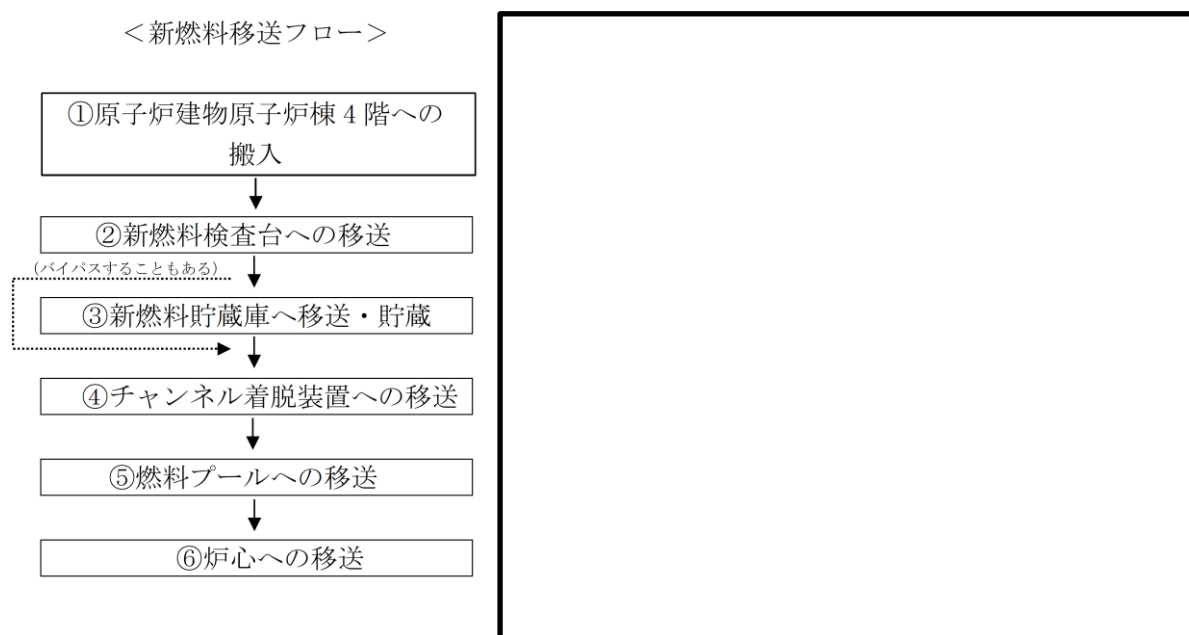 ＜新燃料移送フロー＞
①原子炉建物原子炉棟４階への
搬入
②新燃料検査台への移送
(バイパスすることもある)
③新燃料貯蔵庫へ移送・貯蔵
④チャンネル着脱装置への移送
⑤燃料プールへの移送
⑥炉心への移送